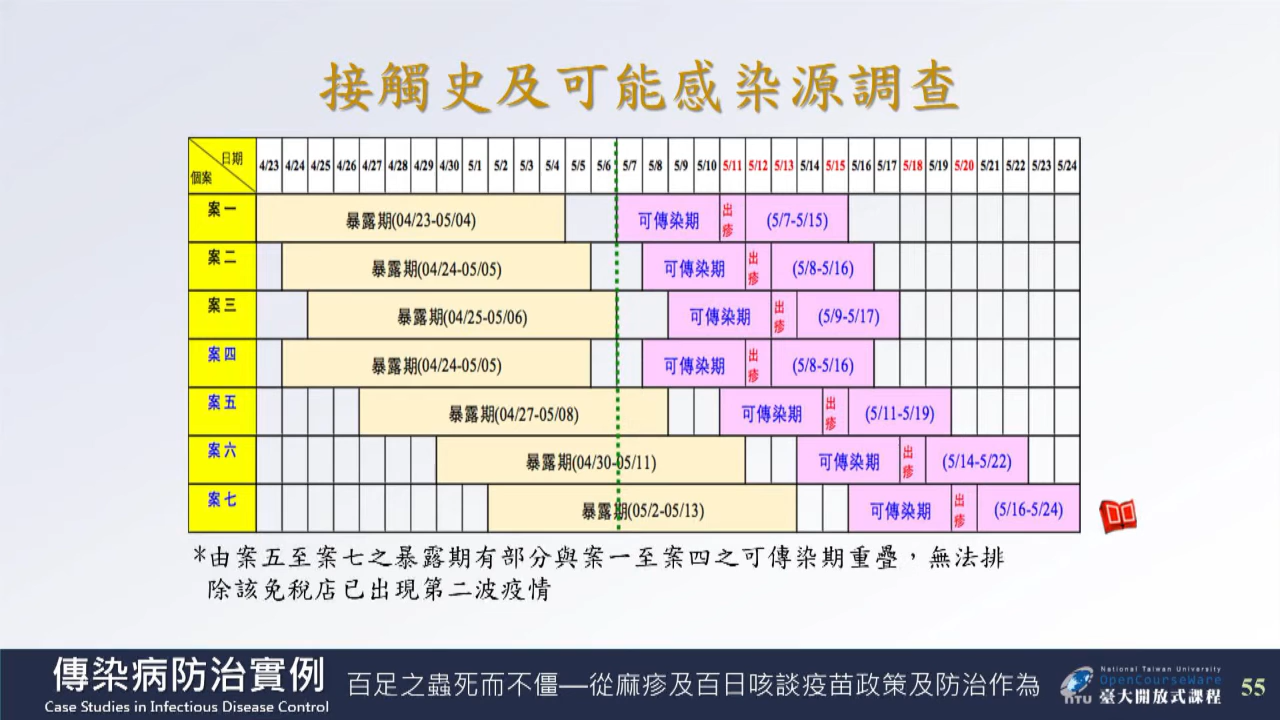 接觸史及可能感染源調查
日期
個案
4/23 4/24 4/25 4/26 4/27 4/28 4/29 4/30 5/1 5/2 5/3 5/4 5/5 5/6 5/7 5/8 5/9 5/10 5/11 5/12 5/13 5/14 5/15 5/16 5/17 5/18 5/19 5/20 5/21 5/22 5/23 5/24
案一 暴露期(04/23-05/04) 可傳染期 出疹 (5/7-5/15)
案二 暴露期(04/24-05/05) 可傳染期 出疹 (5/8-5/16)
案三 暴露期(04/25-05/06) 可傳染期 出疹 (5/9-5/17)
案四 暴露期(04/24-05/05) 可傳染期 出疹 (5/8-5/16)
案五 暴露期(04/27-05/08) 可傳染期 出疹 (5/11-5/19)
案六 暴露期(04/30-05/11) 可傳染期 出疹 (5/14-5/22)
案七 暴露期(05/2-05/13) 可傳染期 出疹 (5/16-5/24)
*由案五至案七之暴露期有部分與案一至案四之可傳染期重疊，無法排
除該免稅店已出現第二波疫情
傳染病防治實例
Case Studies in Infectious Disease Control
百足之蟲死而不僵—從麻疹及百日咳談疫苗政策及防治作為
National Taiwan University
OpenCourseWare
NTU 臺大開放式課程
55